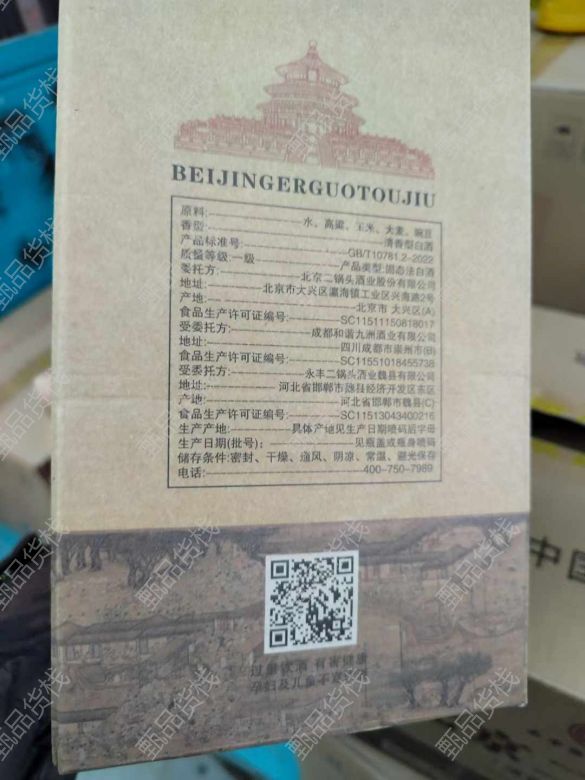 BEIJINGERGUOTOUJIU
原料:水、高粱、玉米、大麦、豌豆
香型:清香型白酒
产品标准号:GB/T10781.2-2022
质量等级:一级 产品类型:固态法白酒
委托方:北京二锅头酒业股份有限公司
地址:北京市大兴区瀛海镇工业区兴海路2号
产地:北京市 大兴区(A)
食品生产许可证编号:SC11511150818017
受委托方:成都和谐九洲酒业有限公司
地址:四川成都市崇州市(B)
食品生产许可证编号:SC11551018455738
受委托方:永丰二锅头酒业魏县有限公司
地址:河北省邯郸市魏县经济开发区东区
产地:河北省邯郸市魏县(C)
食品生产许可证编号:SC11513043400216
生产产地:具体产地见生产日期喷码后字母
生产日期(批号):见瓶盖或瓶身喷码
储存条件:密封、干燥、通风、阴凉、常温、避光保存
电话:400-750-7989
过量饮酒 有害健康
孕妇及儿童不宜
中国
甄品货栈